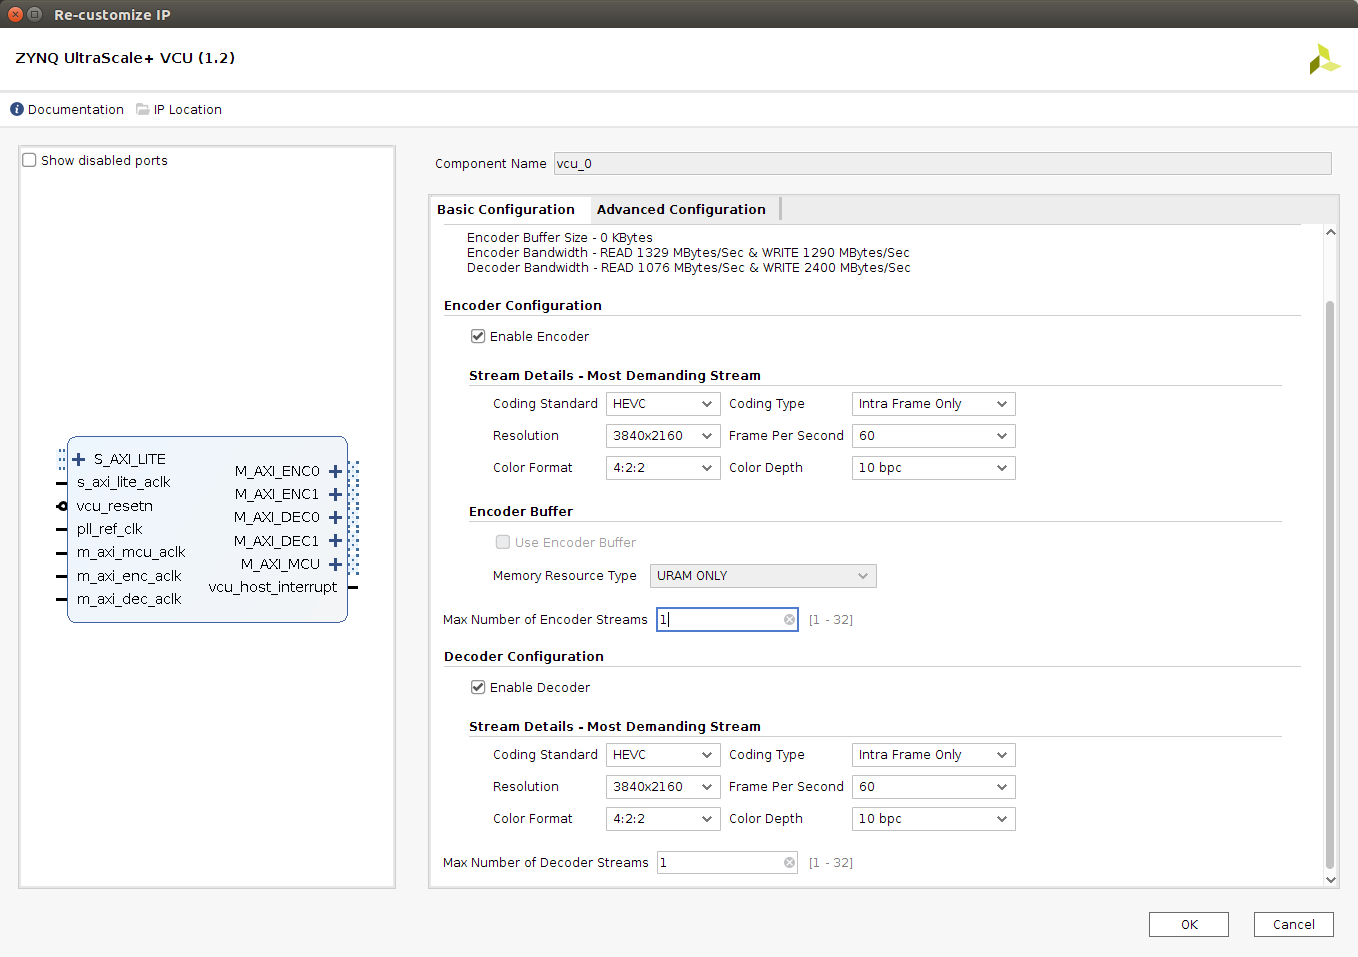 Re-customize IP
ZYNQ UltraScale+ VCU (1.2)
Documentation IP Location
Show disabled ports
S_AXI_LITE
s_axi_lite_aclk
vcu_resetn
pll_ref_clk
m_axi_mcu_aclk
m_axi_enc_aclk
m_axi_dec_aclk
M_AXI_ENC0
M_AXI_ENC1
M_AXI_DEC0
M_AXI_DEC1
M_AXI_MCU
vcu_host_interrupt
Component Name vcu_0
Basic Configuration Advanced Configuration
Encoder Buffer Size - 0 KBytes
Encoder Bandwidth - READ 1329 MBytes/Sec & WRITE 1290 MBytes/Sec
Decoder Bandwidth - READ 1076 MBytes/Sec & WRITE 2400 MBytes/Sec
Encoder Configuration
Enable Encoder
Stream Details - Most Demanding Stream
Coding Standard HEVC Coding Type Intra Frame Only
Resolution 3840x2160 Frame Per Second 60
Color Format 4:2:2 Color Depth 10 bpc
Encoder Buffer
Use Encoder Buffer
Memory Resource Type URAM ONLY
Max Number of Encoder Streams 1 [1 - 32]
Decoder Configuration
Enable Decoder
Stream Details - Most Demanding Stream
Coding Standard HEVC Coding Type Intra Frame Only
Resolution 3840x2160 Frame Per Second 60
Color Format 4:2:2 Color Depth 10 bpc
Max Number of Decoder Streams 1 [1 - 32]
OK Cancel